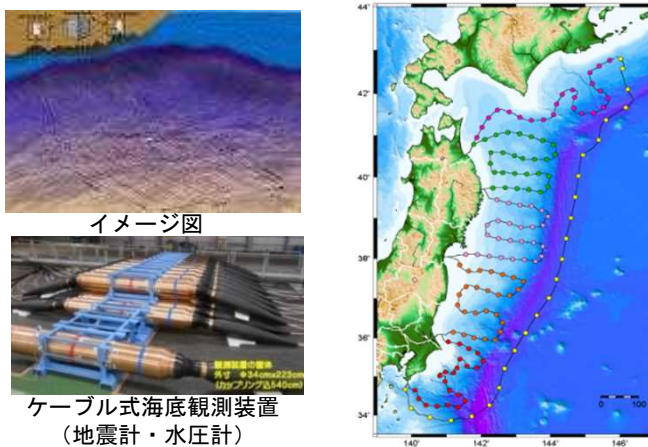 イメージ図
観測装置の筐体
外寸 Φ34cmx223cm
(カップリング込540cm)
ケーブル式海底観測装置
（地震計・水圧計）
44˚
42˚
40˚
38˚
36˚
34˚
140˚
142˚
144˚
146˚
0
100